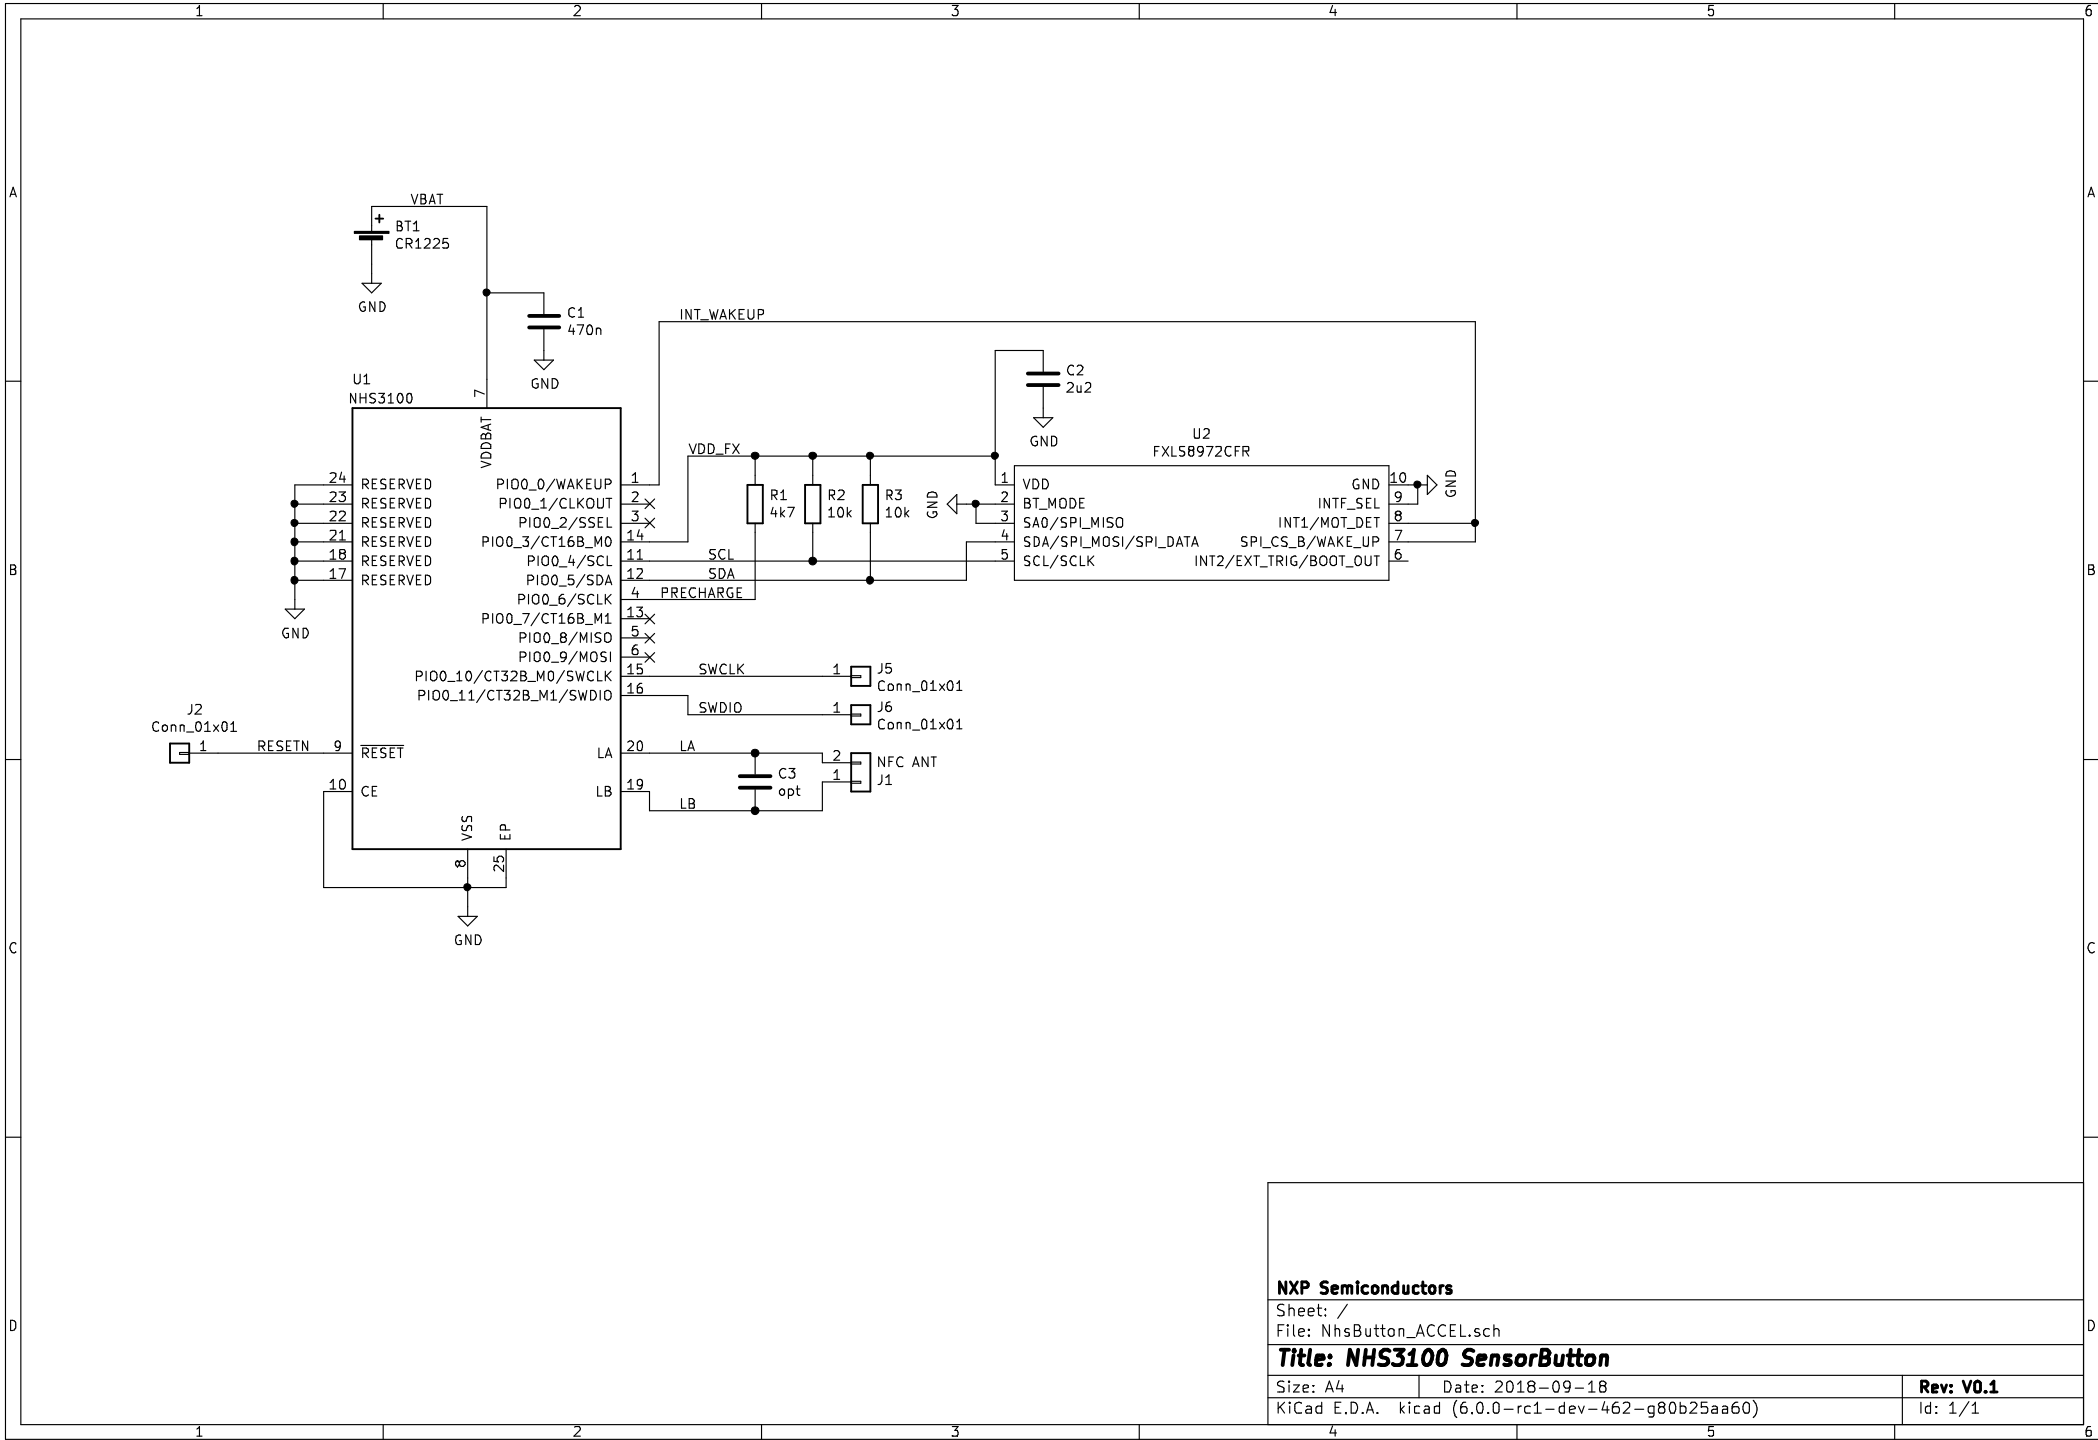 1 2 3 4 5 6
A A
VBAT
+
BT1
CR1225
GND
C1
470n
GND
INT_WAKEUP
C2
2u2
GND
U1
NHS3100
7
VDDBAT
VDD_FX
U2
FXLS8972CFR
24 RESERVED
23 RESERVED
22 RESERVED
21 RESERVED
18 RESERVED
17 RESERVED
GND
PIO0_0/WAKEUP 1
PIO0_1/CLKOUT 2
PIO0_2/SSEL 3
PIO0_3/CT16B_M0 14
PIO0_4/SCL 11 SCL
PIO0_5/SDA 12 SDA
PIO0_6/SCLK 4 PRECHARGE
PIO0_7/CT16B_M1 13
PIO0_8/MISO 5
PIO0_9/MOSI 6
PIO0_10/CT32B_M0/SWCLK 15 SWCLK 1 J5
Conn_01x01
PIO0_11/CT32B_M1/SWDIO 16 SWDIO 1 J6
Conn_01x01
R1
4k7
R2
10k
R3
10k
GND
1 VDD
2 BT_MODE
3 SA0/SPI_MISO
4 SDA/SPI_MOSI/SPI_DATA
5 SCL/SCLK
GND 10
INTF_SEL 9
INT1/MOT_DET 8
SPI_CS_B/WAKE_UP 7
INT2/EXT_TRIG/BOOT_OUT 6
GND
B B
J2
Conn_01x01
1 RESETN 9 RESET
LA 20 LA
2 NFC ANT
1 J1
C3
opt
10 CE
LB 19 LB
VSS
EP
8
25
GND
C C
NXP Semiconductors
Sheet: /
File: NhsButton_ACCEL.sch
D D
Title: NHS3100 SensorButton
Size: A4 Date: 2018-09-18 Rev: V0.1
KiCad E.D.A. kicad (6.0.0-rc1-dev-462-g80b25aa60) Id: 1/1
1 2 3 4 5 6